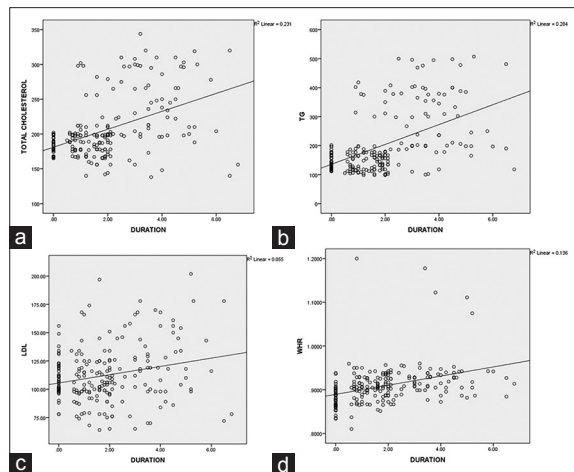 R² Linear = 0.231
350
300
250
200
150
100
TOTAL CHOLESTEROL
.00 2.00 4.00 6.00
DURATION
a
R² Linear = 0.284
600
500
400
300
200
100
0
TG
.00 2.00 4.00 6.00
DURATION
b
R² Linear = 0.055
200.00
175.00
150.00
125.00
100.00
75.00
LDL
.00 2.00 4.00 6.00
DURATION
c
R² Linear = 0.136
1.2000
1.1000
1.0000
.9000
.8000
WHR
.00 2.00 4.00 6.00
DURATION
d